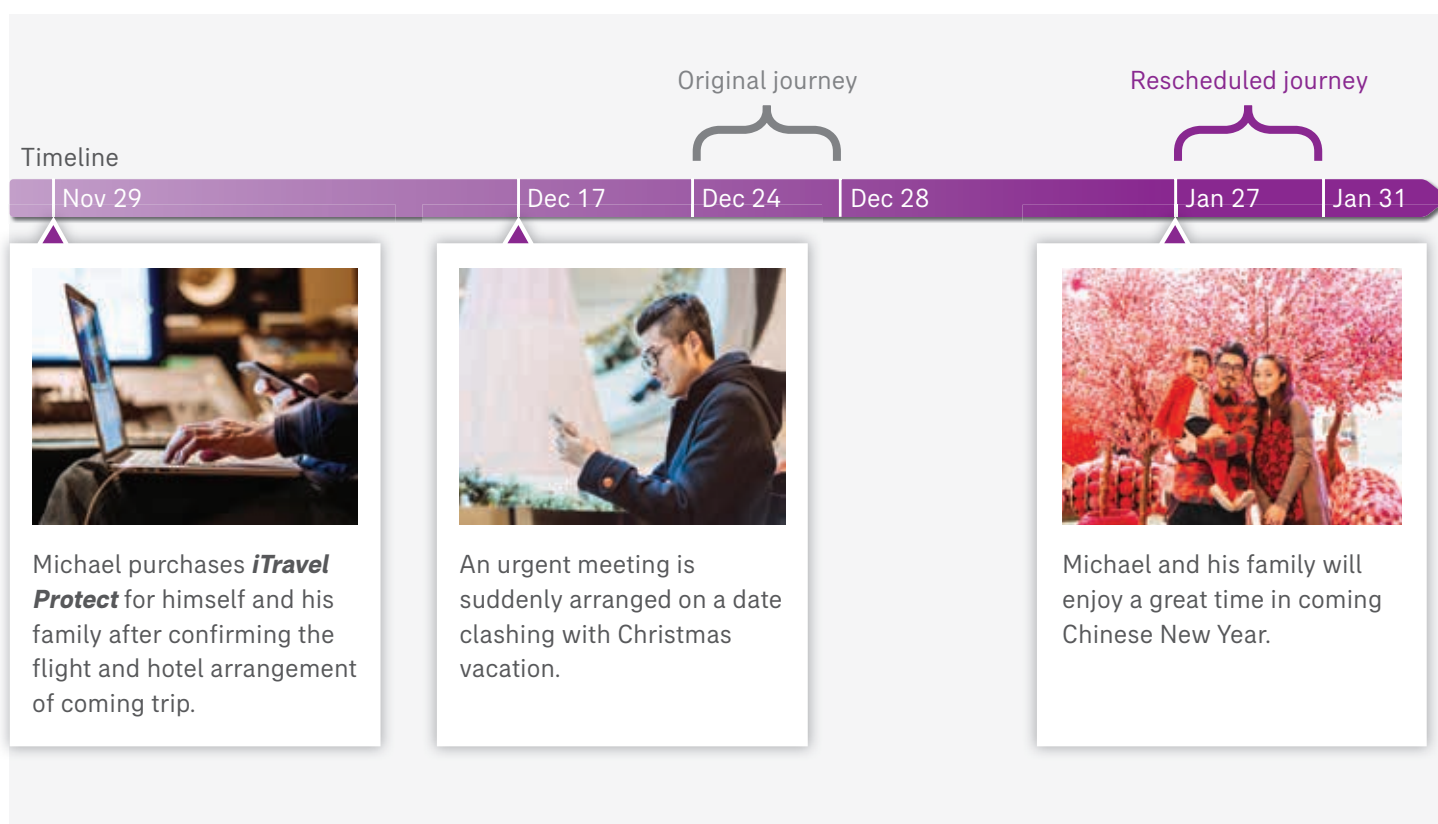 Original journey
Rescheduled journey
Timeline
Nov 29
Dec 17
Dec 24
Dec 28
Jan 27
Jan 31
Michael purchases iTravel
Protect for himself and his
family after confirming the
flight and hotel arrangement
of coming trip.
An urgent meeting is
suddenly arranged on a date
clashing with Christmas
vacation.
Michael and his family will
enjoy a great time in coming
Chinese New Year.